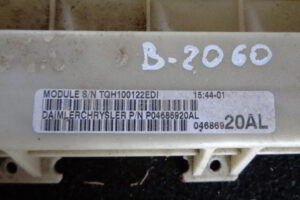 B-2060
MODULE S/N TQH100122EDI 15:44-01
DAIMLERCHRYSLER P/N P04686920AL
04686920AL